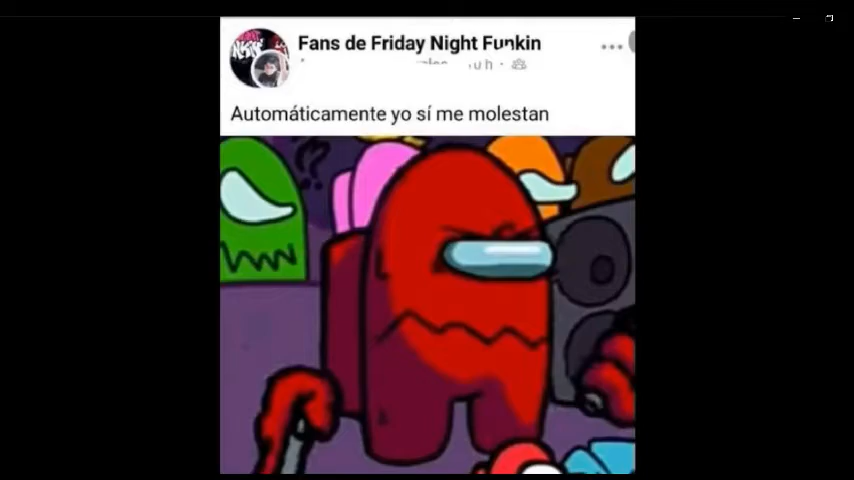 Fans de Friday Night Funkin
h
Automáticamente yo sí me molestan